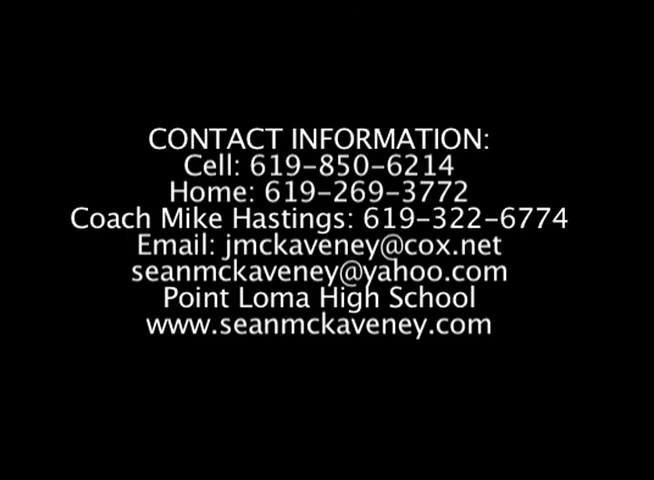 CONTACT INFORMATION:
Cell: 619-850-6214
Home: 619-269-3772
Coach Mike Hastings: 619-322-6774
Email: jmckaveney@cox.net
seanmckaveney@yahoo.com
Point Loma High School
www.seanmckaveney.com